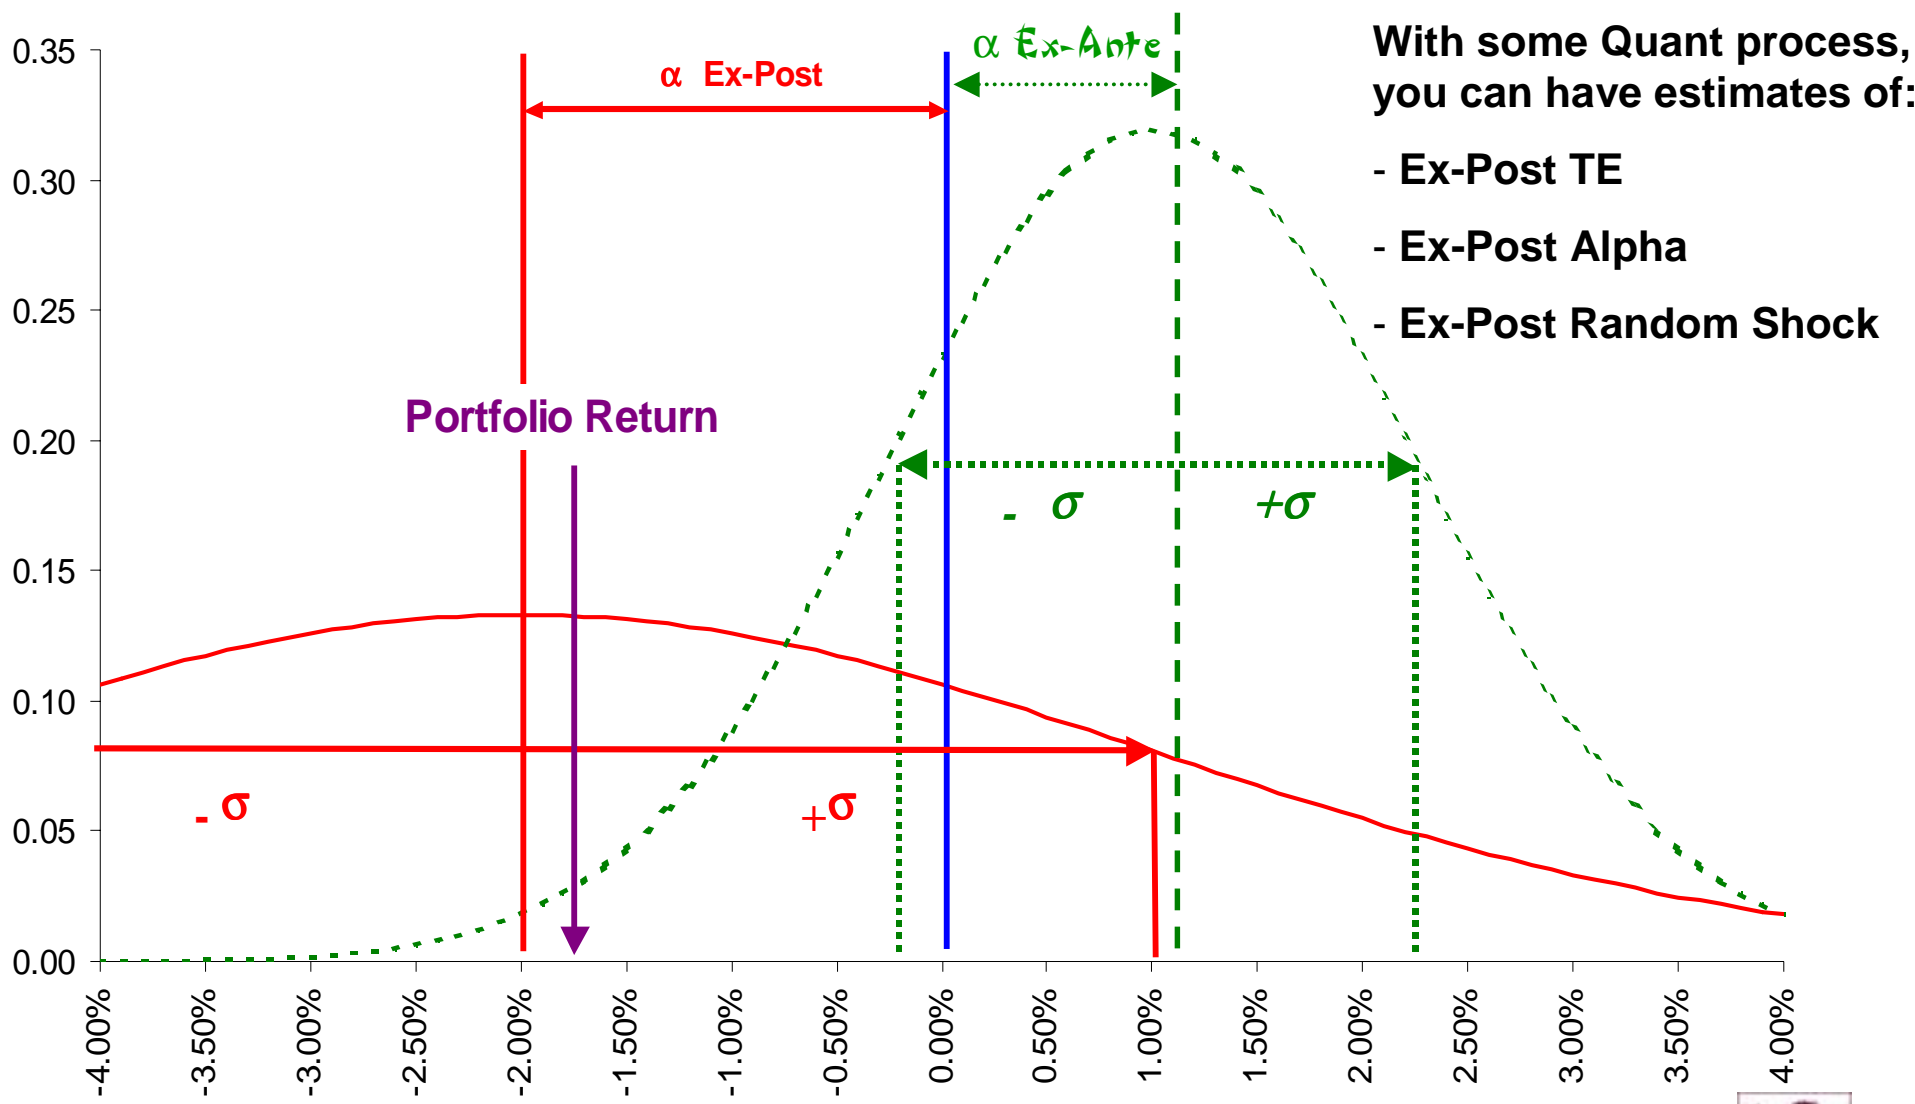 α Ex-Post
α Ex-Ante
With some Quant process,
you can have estimates of:
- Ex-Post TE
- Ex-Post Alpha
- Ex-Post Random Shock
Portfolio Return
- σ
+σ
- σ
+σ
0.35
0.30
0.25
0.20
0.15
0.10
0.05
0.00
-4.00%
-3.50%
-3.00%
-2.50%
-2.00%
-1.50%
-1.00%
-0.50%
0.00%
0.50%
1.00%
1.50%
2.00%
2.50%
3.00%
3.50%
4.00%